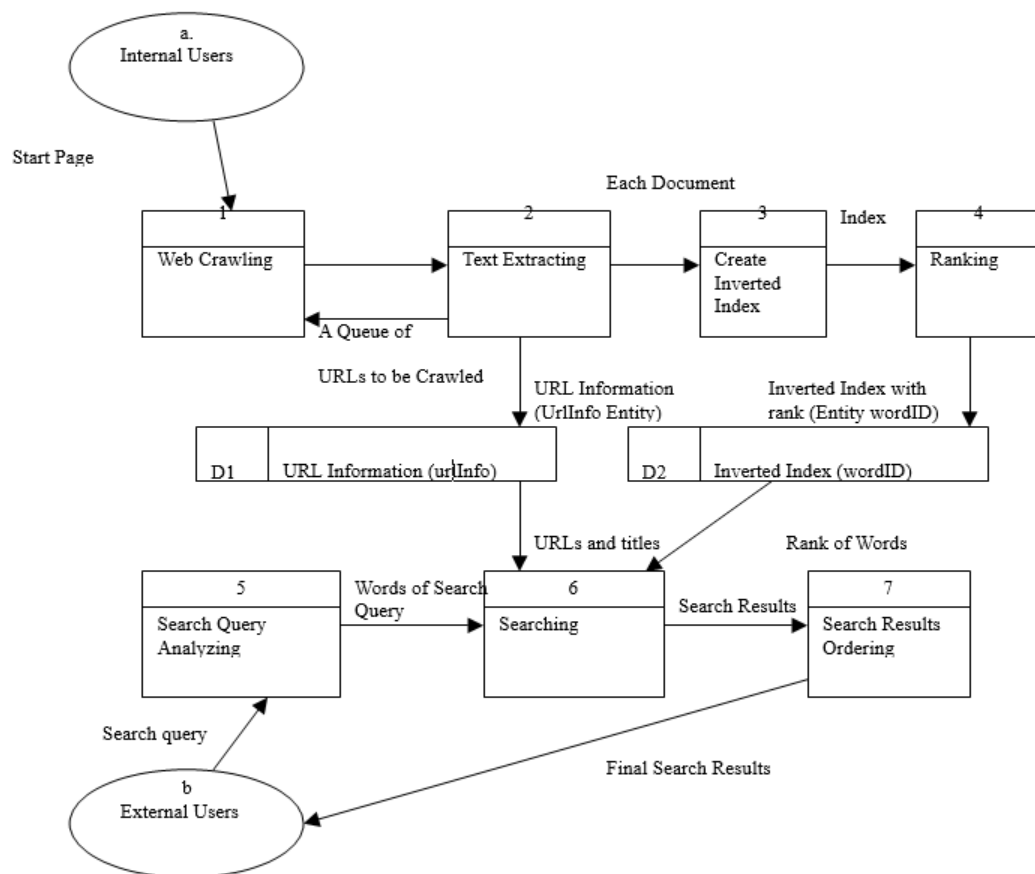 a.
Internal Users
Start Page
Each Document
1
2
3
Index
4
Web Crawling
Text Extracting
Create
Inverted
Index
Ranking
A Queue of
URLs to be Crawled
URL Information
(UrlInfo Entity)
Inverted Index with
rank (Entity wordID)
D1
URL Information (urlInfo)
D2
Inverted Index (wordID)
URLs and titles
Rank of Words
5
Words of Search
Query
6
Search Results
7
Search Query
Analyzing
Searching
Search Results
Ordering
Search query
Final Search Results
b
External Users